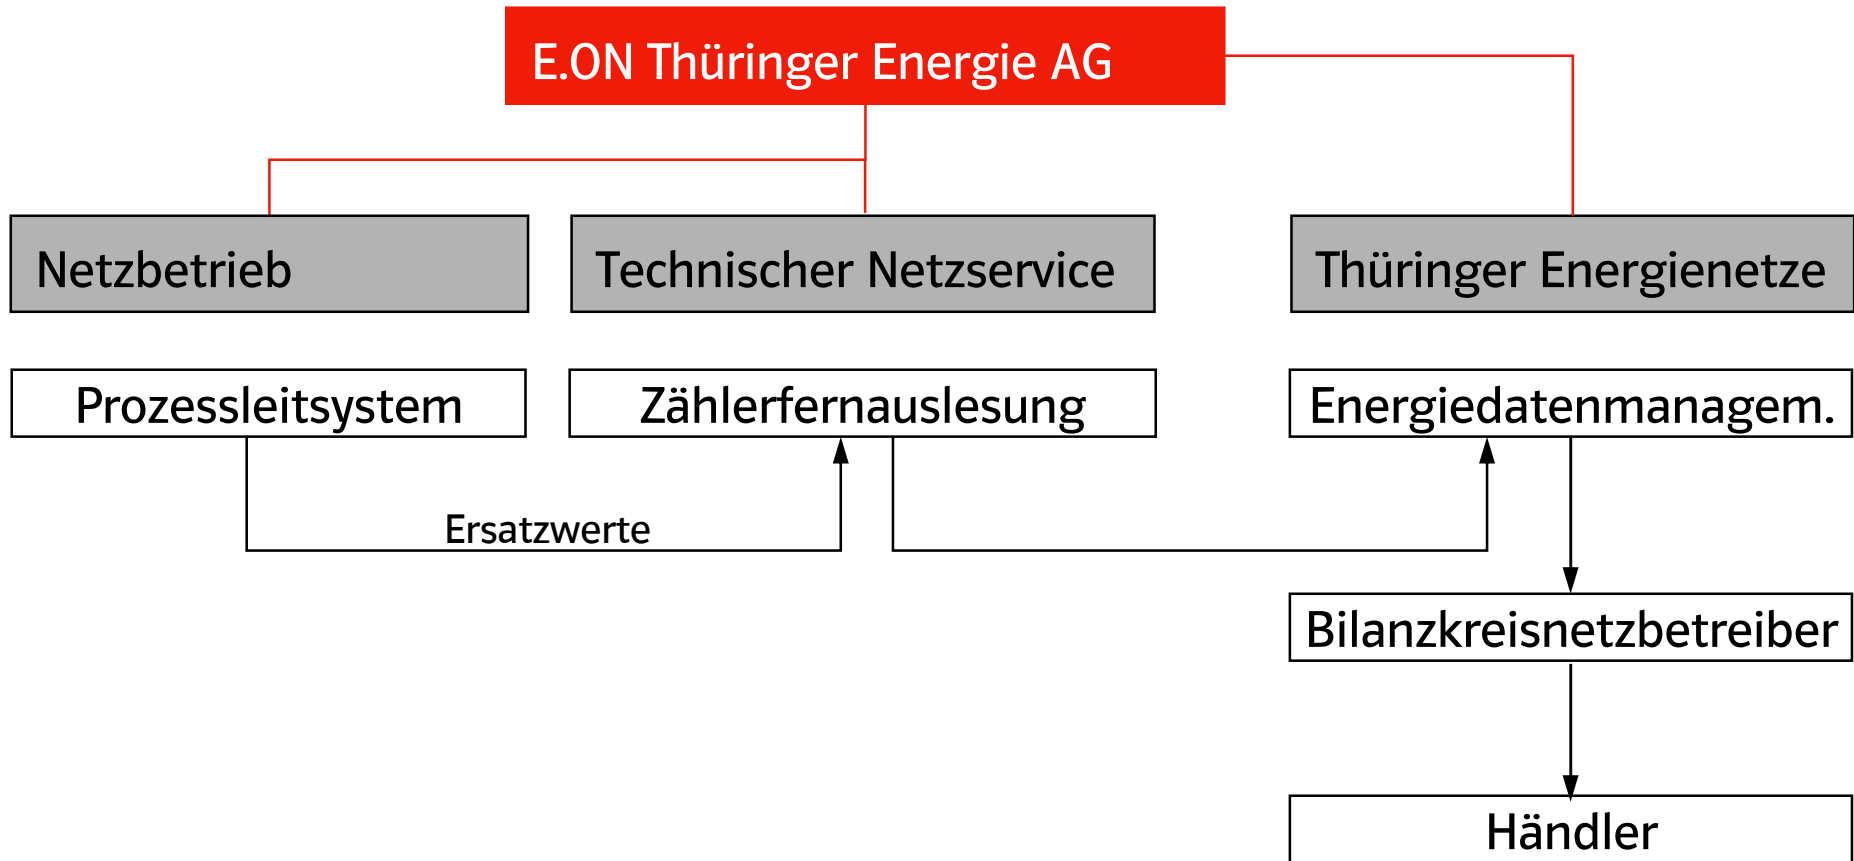 E.ON Thüringer Energie AG
Netzbetrieb
Technischer Netzservice
Thüringer Energienetze
Prozessleitsystem
Zählerfernauslesung
Energiedatenmanagem.
Ersatzwerte
Bilanzkreisnetzbetreiber
Händler